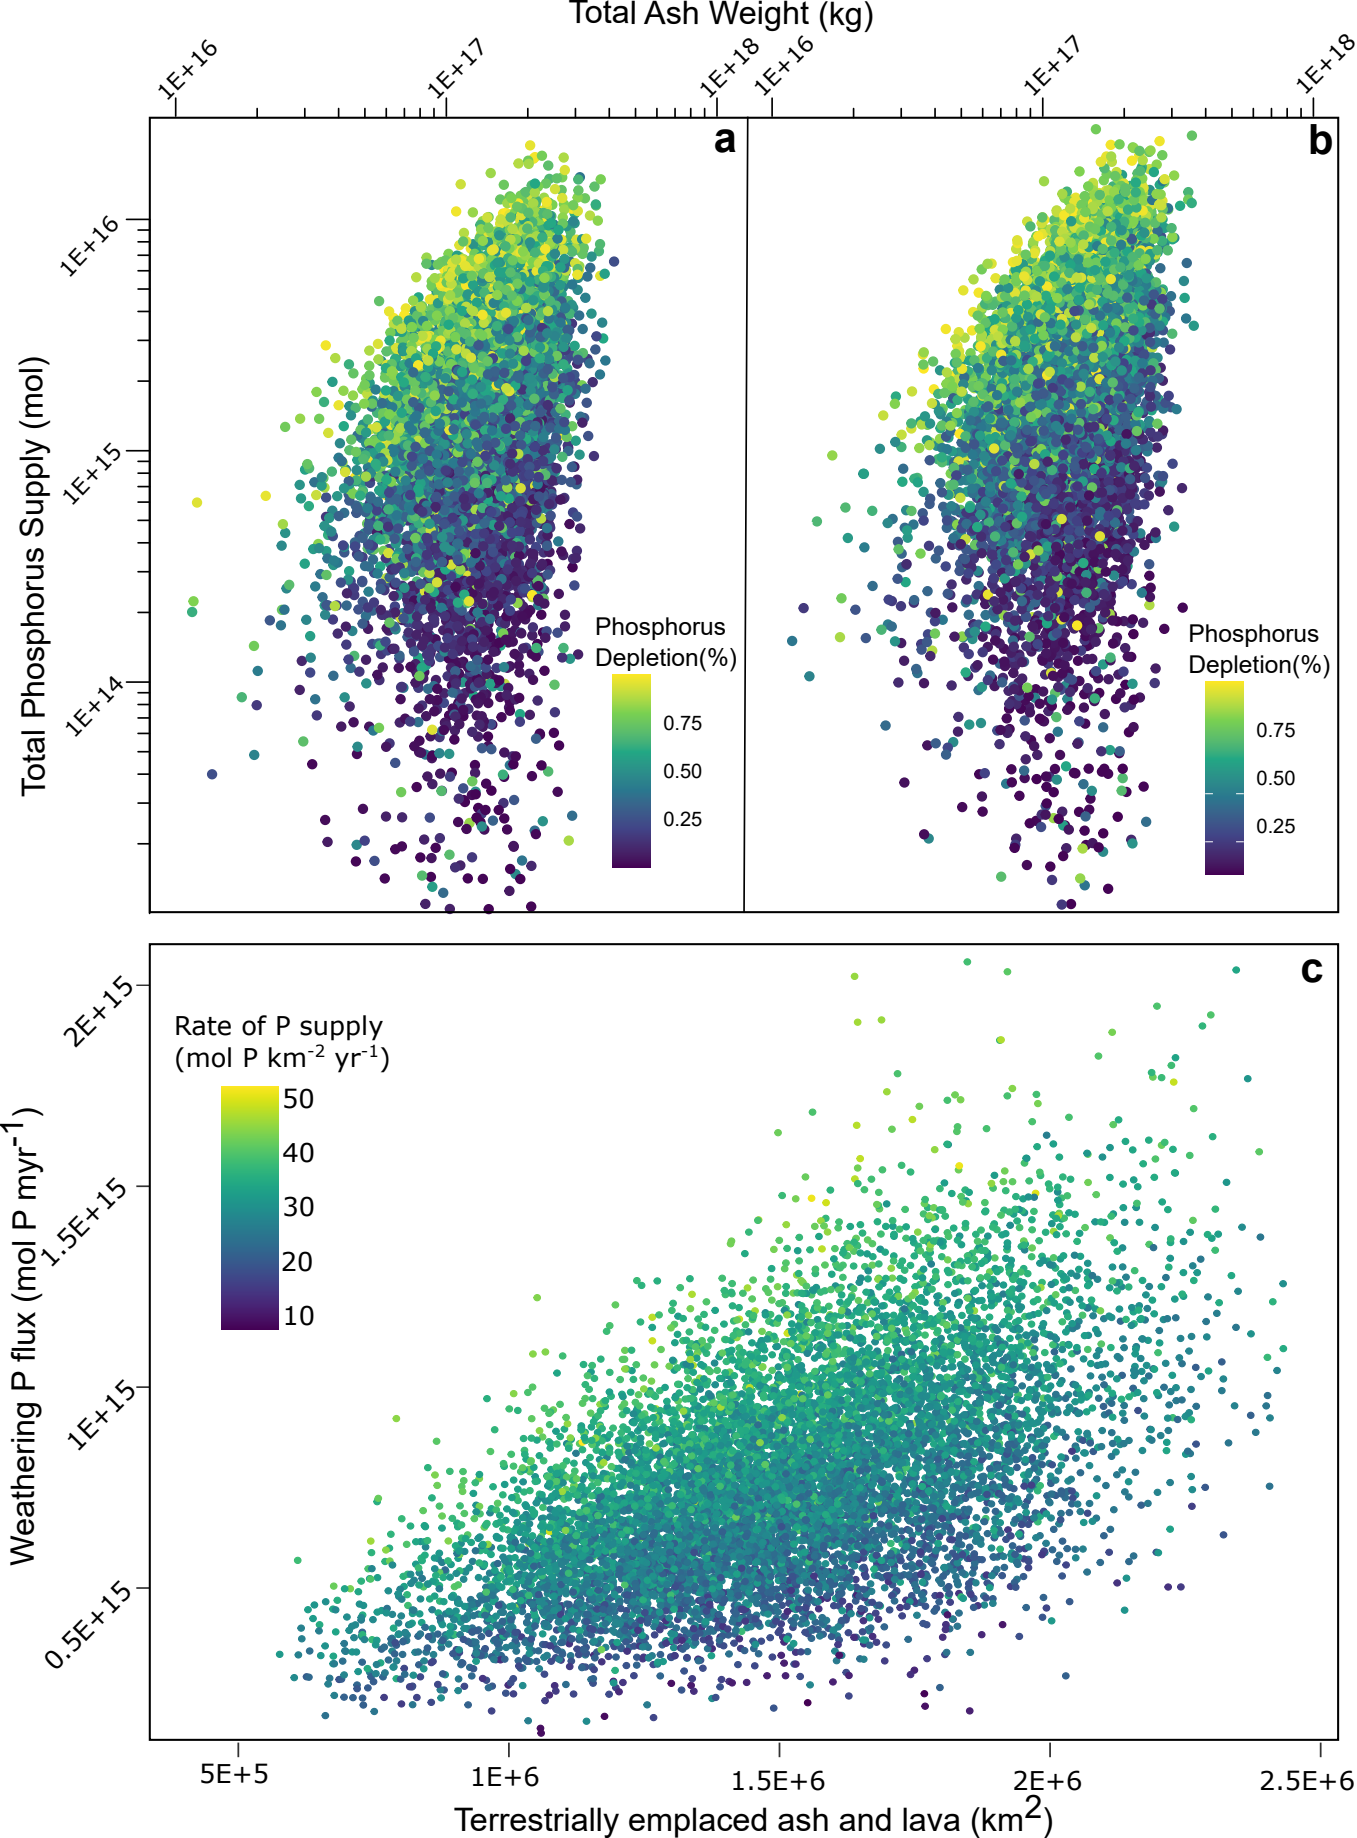 Total Ash Weight (kg)
1E+16
1E+17
1E+18
1E+16
1E+17
1E+18
a
b
Total Phosphorus Supply (mol)
1E+16
1E+15
1E+14
Phosphorus
Depletion(%)
0.75
0.50
0.25
Phosphorus
Depletion(%)
0.75
0.50
0.25
c
Weathering P flux (mol P myr-1)
2E+15
1.5E+15
1E+15
0.5E+15
Rate of P supply
(mol P km-2 yr-1)
50
40
30
20
10
5E+5
1E+6
1.5E+6
2E+6
2.5E+6
Terrestrially emplaced ash and lava (km2)